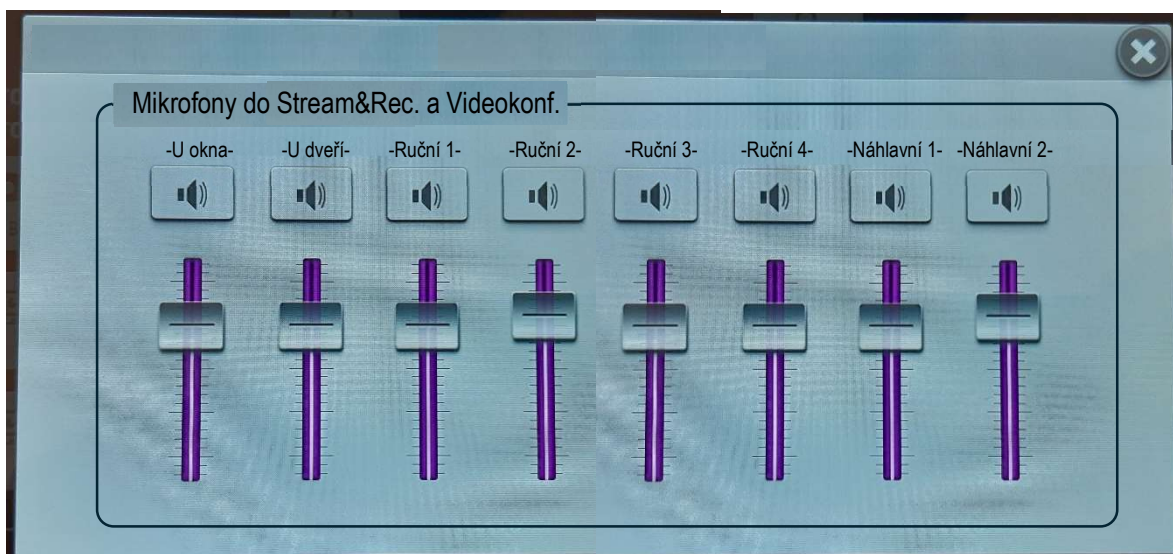 Mikrofony do Stream&Rec. a Videokonf.
-U okna- -U dveří- -Ruční 1- -Ruční 2- -Ruční 3- -Ruční 4- -Náhlavní 1- -Náhlavní 2-